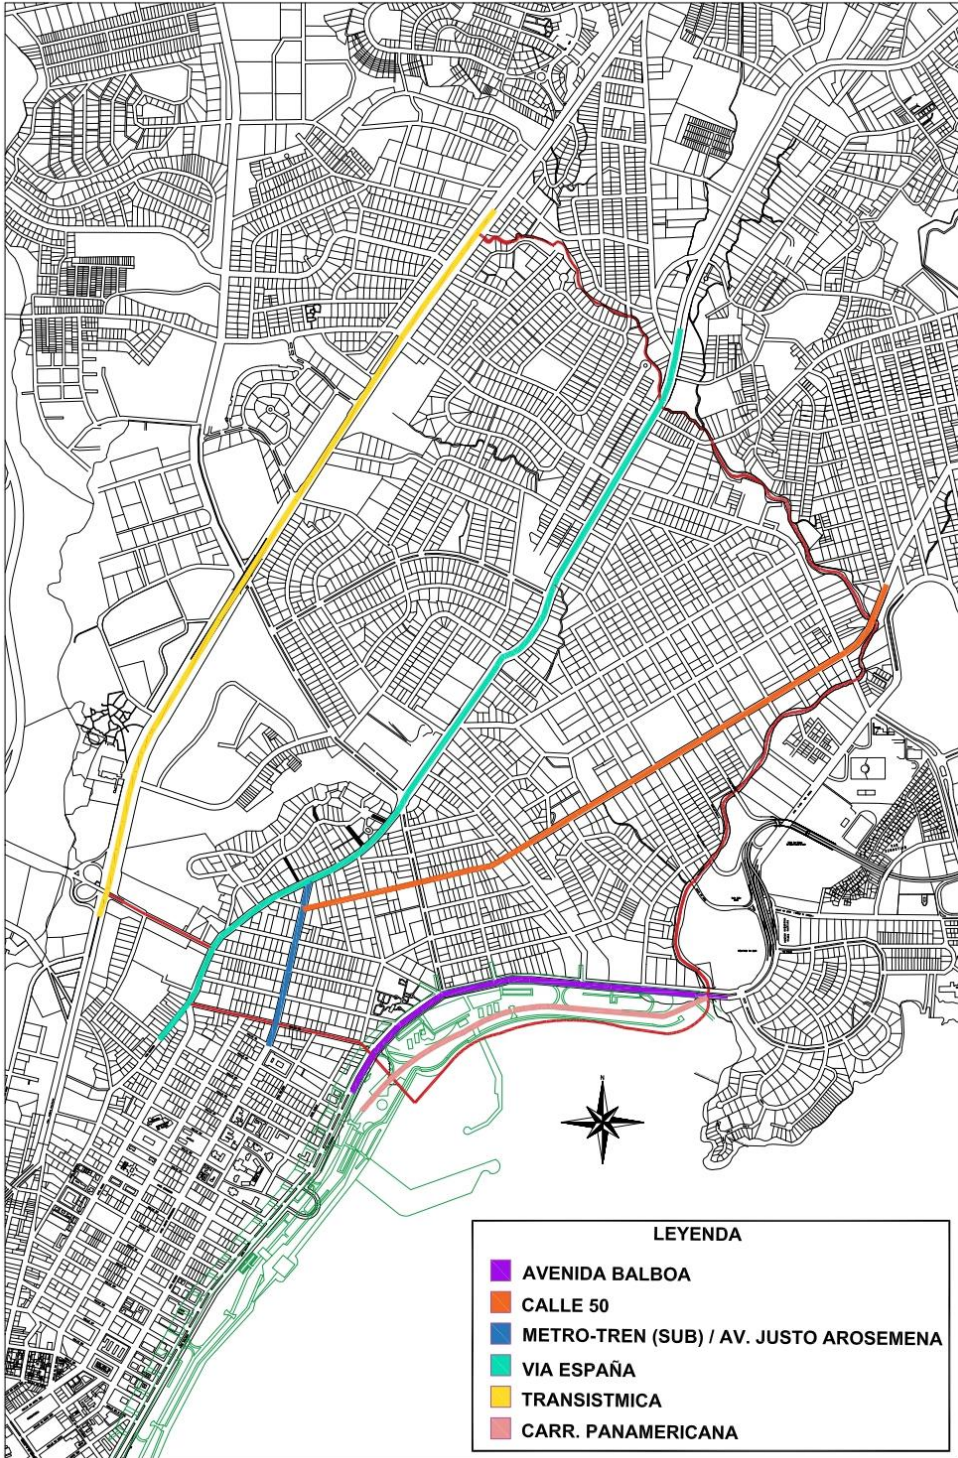 N
LEYENDA
AVENIDA BALBOA
CALLE 50
METRO-TREN (SUB) / AV. JUSTO AROSEMENA
VIA ESPAÑA
TRANSISTMICA
CARR. PANAMERICANA